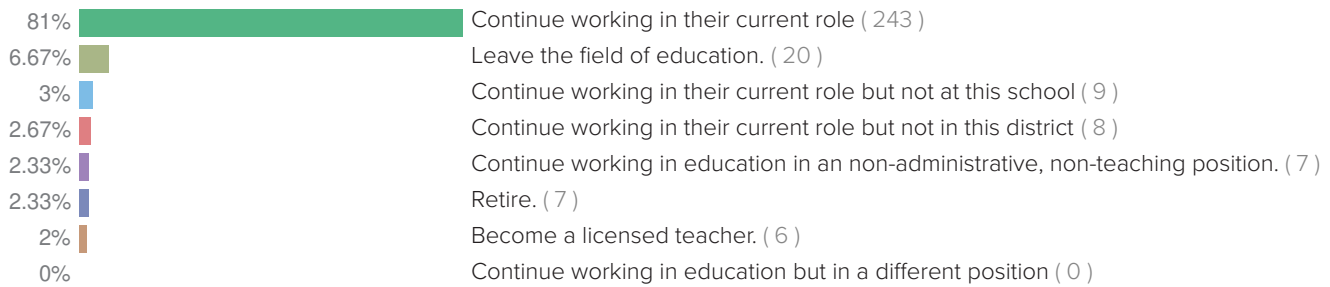 81% Continue working in their current role ( 243 )
6.67% Leave the field of education. ( 20 )
3% Continue working in their current role but not at this school ( 9 )
2.67% Continue working in their current role but not in this district ( 8 )
2.33% Continue working in education in an non-administrative, non-teaching position. ( 7 )
2.33% Retire. ( 7 )
2% Become a licensed teacher. ( 6 )
0% Continue working in education but in a different position ( 0 )